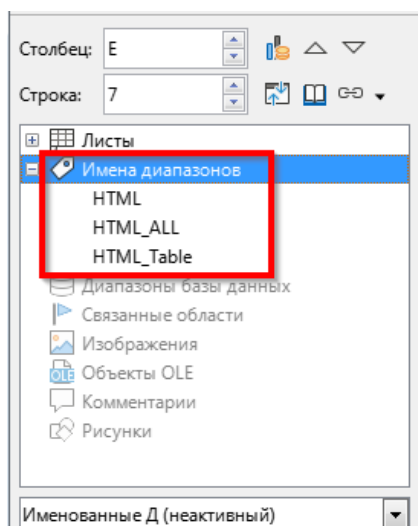 Столбец: E
Строка: 7
Листы
Имена диапазонов
HTML
HTML_ALL
HTML_Table
Диапазоны базы данных
Связанные области
Изображения
OLE Объекты OLE
Комментарии
Рисунки
Именованные Д (неактивный)